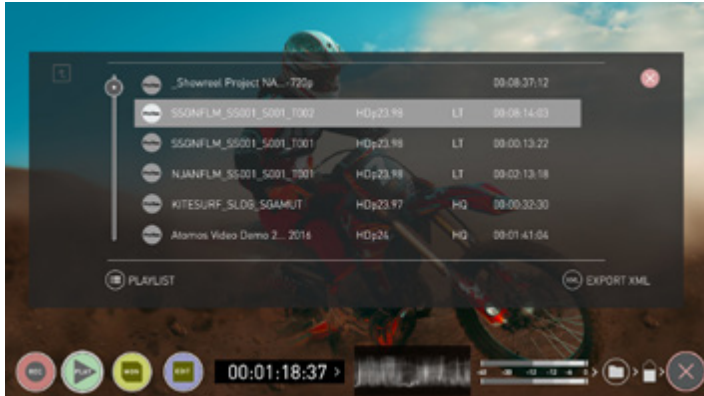 _Showreel Project NA...-720p 00:08:37:12
SSGNFLM_SS001_S001_T002 HDp23.98 LT 00:08:14:03
SSGNFLM_SS001_S001_T001 HDp23.98 LT 00:00:13:22
NJANFLM_SS001_S001_T001 HDp23.98 LT 00:02:13:18
KITESURF_SLOG_SGAMUT HDp23.97 HQ 00:00:32:30
Atomos Video Demo 2... 2016 HDp24 HQ 00:01:41:04
PLAYLIST XML EXPORT XML
REC PLAY MON EDIT 00:01:18:37